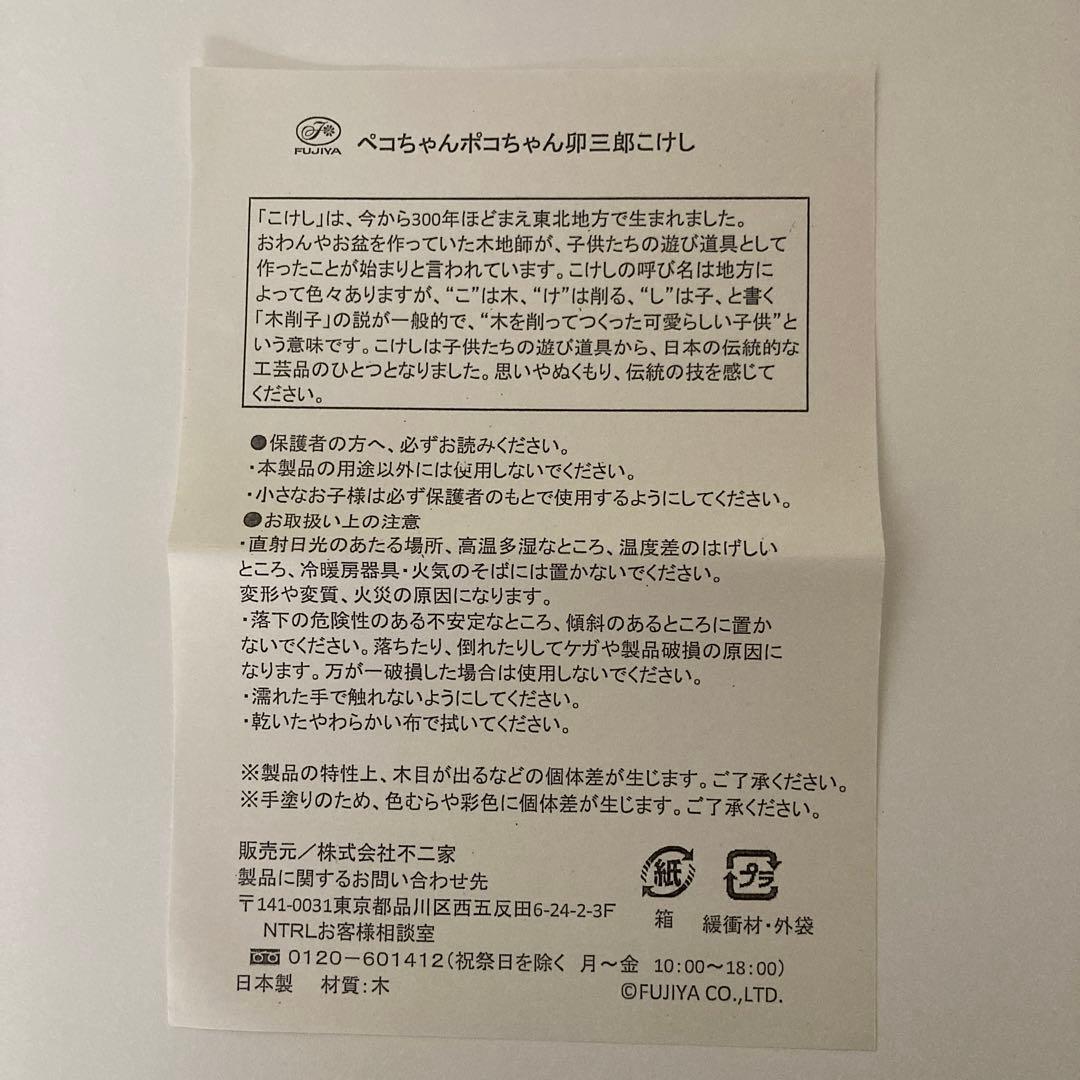 FUJIYA ペコちゃんポコちゃん卯三郎こけし
「こけし」は、今から300年ほどまえ東北地方で生まれました。
おわんやお盆を作っていた木地師が、子供たちの遊び道具として
作ったことが始まりと言われています。こけしの呼び名は地方に
よって色々ありますが、“こ”は木、“け”は削る、“し”は子、と書く
「木削子」の説が一般的で、“木を削ってつくった可愛らしい子供”と
いう意味です。こけしは子供たちの遊び道具から、日本の伝統的な
工芸品のひとつとなりました。思いやぬくもり、伝統の技を感じて
ください。
●保護者の方へ、必ずお読みください。
・本製品の用途以外には使用しないでください。
・小さなお子様は必ず保護者のもとで使用するようにしてください。
●お取扱い上の注意
・直射日光のあたる場所、高温多湿なところ、温度差のはげしい
ところ、冷暖房器具・火気のそばには置かないでください。
変形や変質、火災の原因になります。
・落下の危険性のある不安定なところ、傾斜のあるところに置か
ないでください。落ちたり、倒れたりしてケガや製品破損の原因に
なります。万が一破損した場合は使用しないでください。
・濡れた手で触れないようにしてください。
・乾いたやわらかい布で拭いてください。
※製品の特性上、木目が出るなどの個体差が生じます。ご了承ください。
※手塗りのため、色むらや彩色に個体差が生じます。ご了承ください。
販売元／株式会社不二家
製品に関するお問い合わせ先
〒141-0031東京都品川区西五反田6-24-2-3F
NTRLお客様相談室
0120-601412(祝祭日を除く 月～金 10:00～18:00)
日本製 材質:木
紙
箱
プラ
緩衝材・外袋
©FUJIYA CO.,LTD.